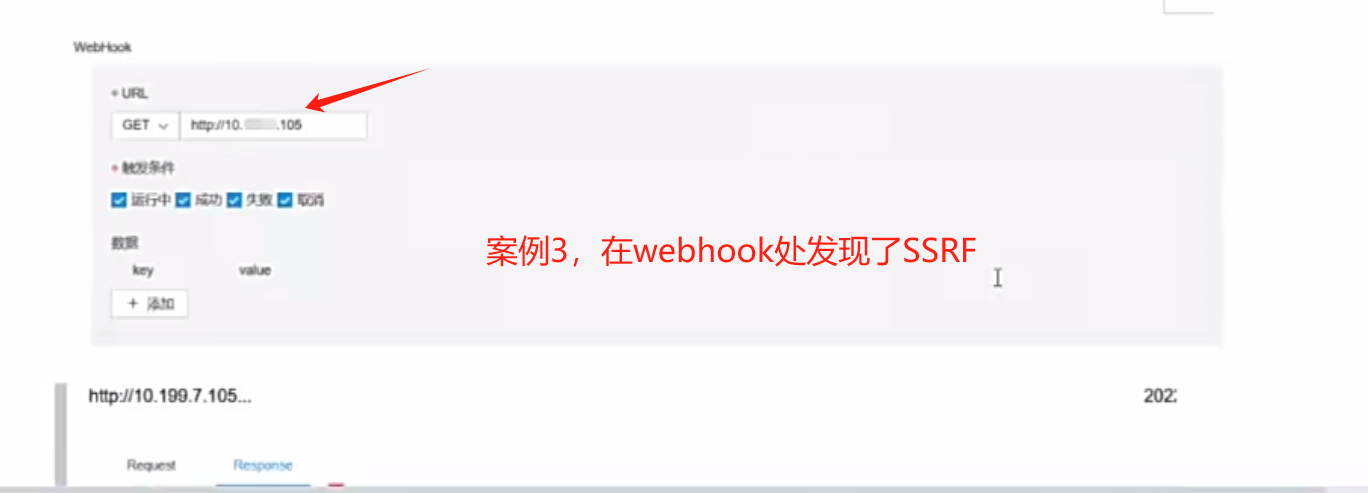 WebHook
* URL
GET http://10. .105
* 触发条件
运行中 成功 失败 取消
数据
key value
+ 添加
案例3，在webhook处发现了SSRF
http://10.199.7.105... 202
Request Response